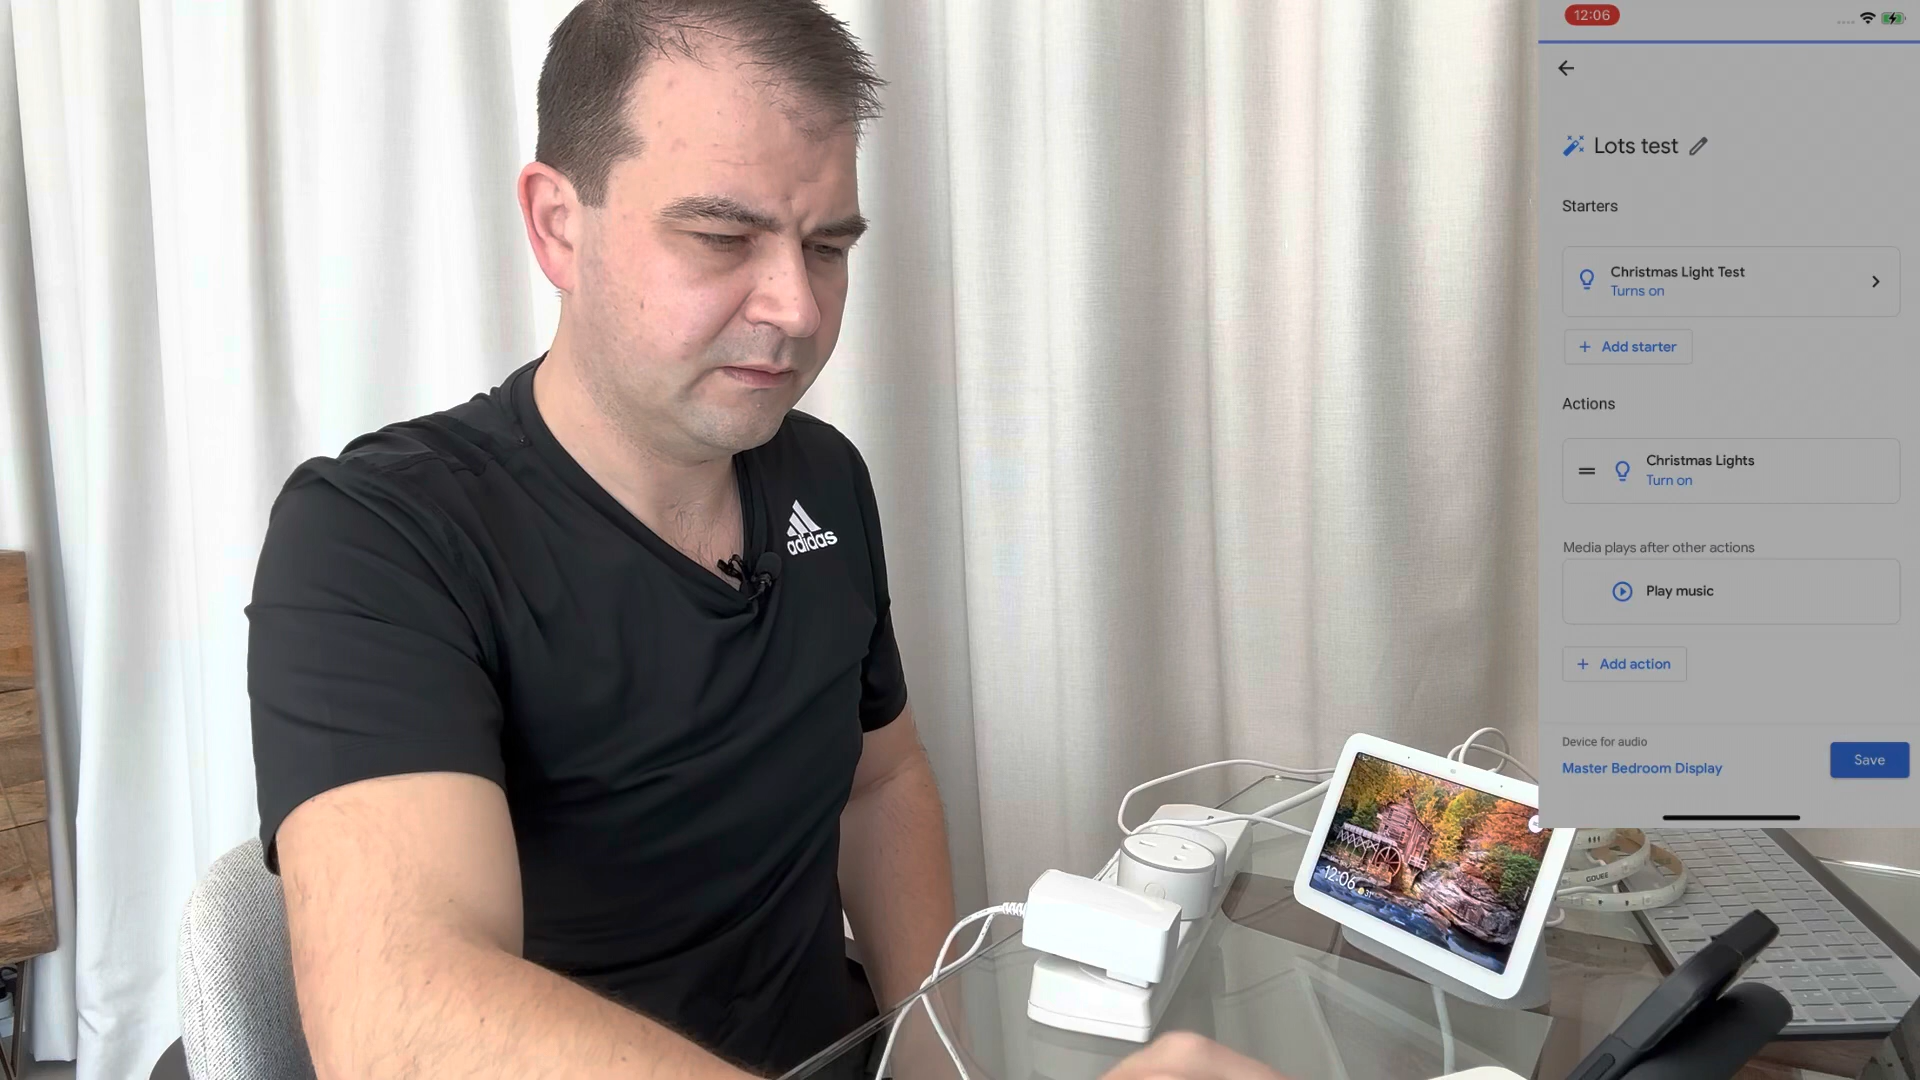 12:06
Lots test
Starters
Christmas Light Test
Turns on
+ Add starter
Actions
Christmas Lights
Turn on
Media plays after other actions
Play music
+ Add action
Device for audio
Master Bedroom Display
Save
adidas
12:06
GOVEE